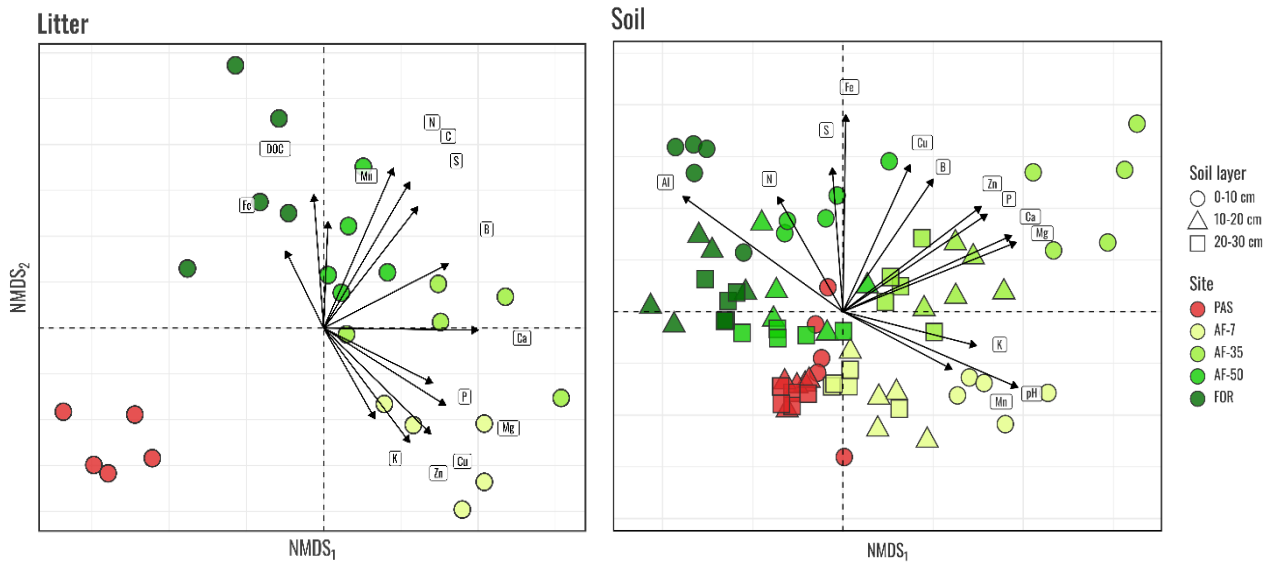 Litter
NMDS2
N
C
S
DOC
Mn
Fe
B
Ca
P
Mg
Cu
K
Zn
NMDS1
Soil
Fe
S
Cu
B
Al
N
Zn
P
Ca
Mg
K
pH
Mn
NMDS1
Soil layer
0-10 cm
10-20 cm
20-30 cm
Site
PAS
AF-7
AF-35
AF-50
FOR